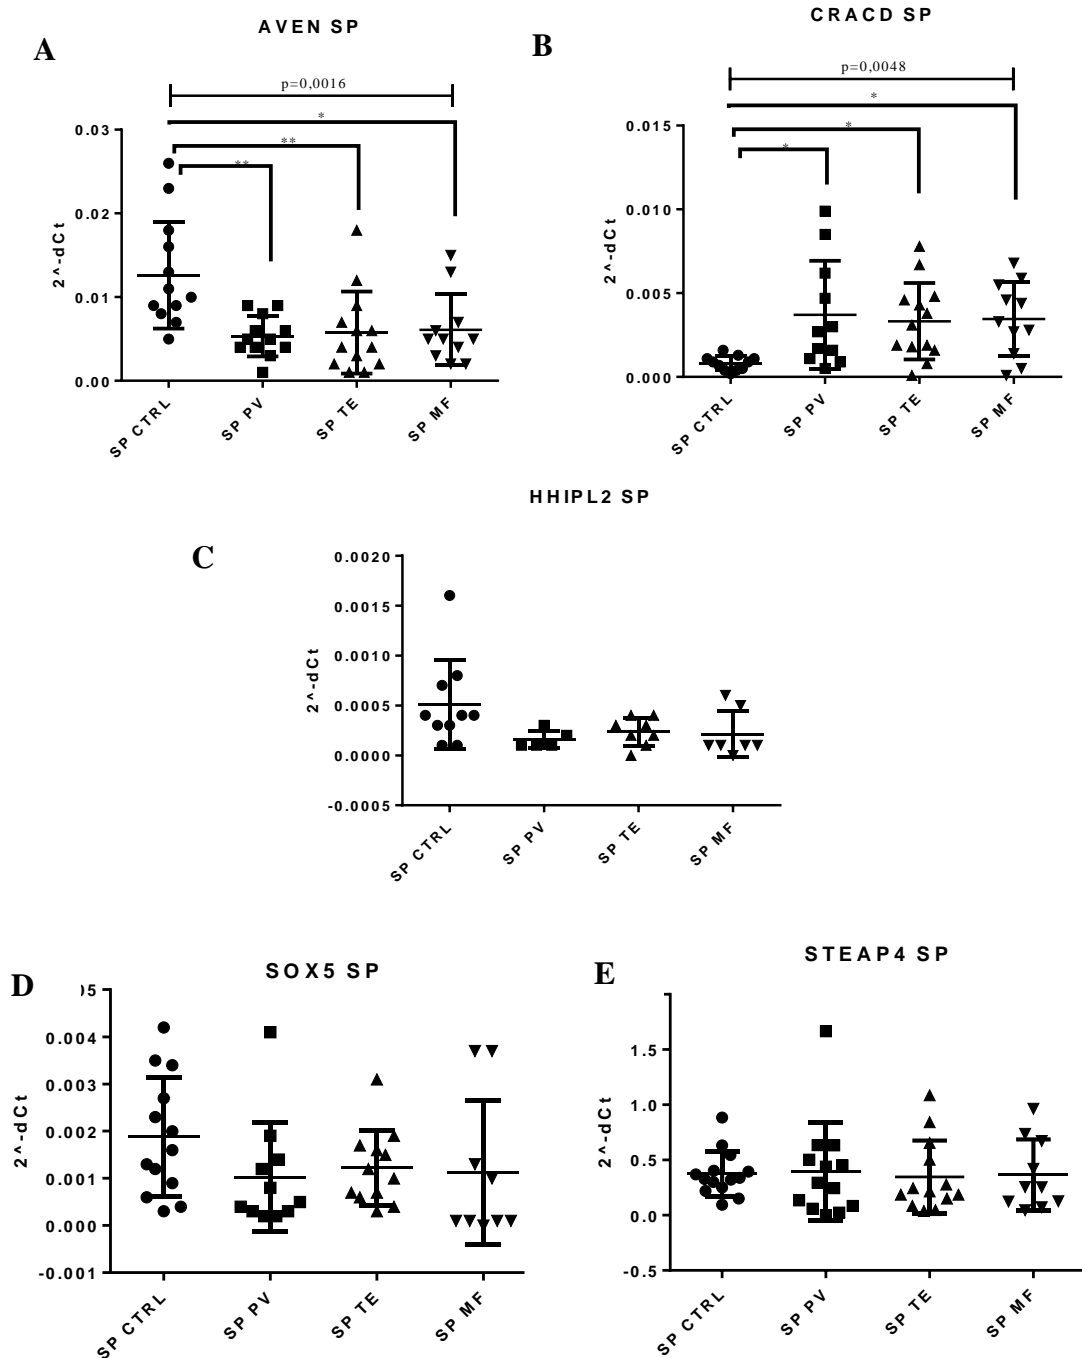 A
AVEN SP
p=0,0016
*
**
**
0.03
0.02
0.01
0.00
2^-dCt
SP CTRL
SP PV
SP TE
SP MF
B
CRACD SP
p=0,0048
*
*
*
0.015
0.010
0.005
0.000
2^-dCt
SP CTRL
SP PV
SP TE
SP MF
C
HHIPL2 SP
0.0020
0.0015
0.0010
0.0005
0.0000
-0.0005
2^-dCt
SP CTRL
SP PV
SP TE
SP MF
D
SOX5 SP
5
0.004
0.003
0.002
0.001
0.000
-0.001
2^-dCt
SP CTRL
SP PV
SP TE
SP MF
E
STEAP4 SP
1.5
1.0
0.5
0.0
-0.5
2^-dCt
SP CTRL
SP PV
SP TE
SP MF